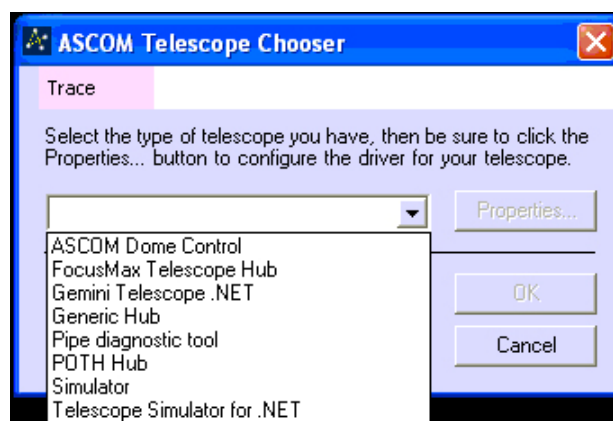 ASCOM Telescope Chooser
Trace
Select the type of telescope you have, then be sure to click the
Properties... button to configure the driver for your telescope.
Properties...
ASCOM Dome Control
FocusMax Telescope Hub
Gemini Telescope .NET
Generic Hub
Pipe diagnostic tool
POTH Hub
Simulator
Telescope Simulator for .NET
OK
Cancel